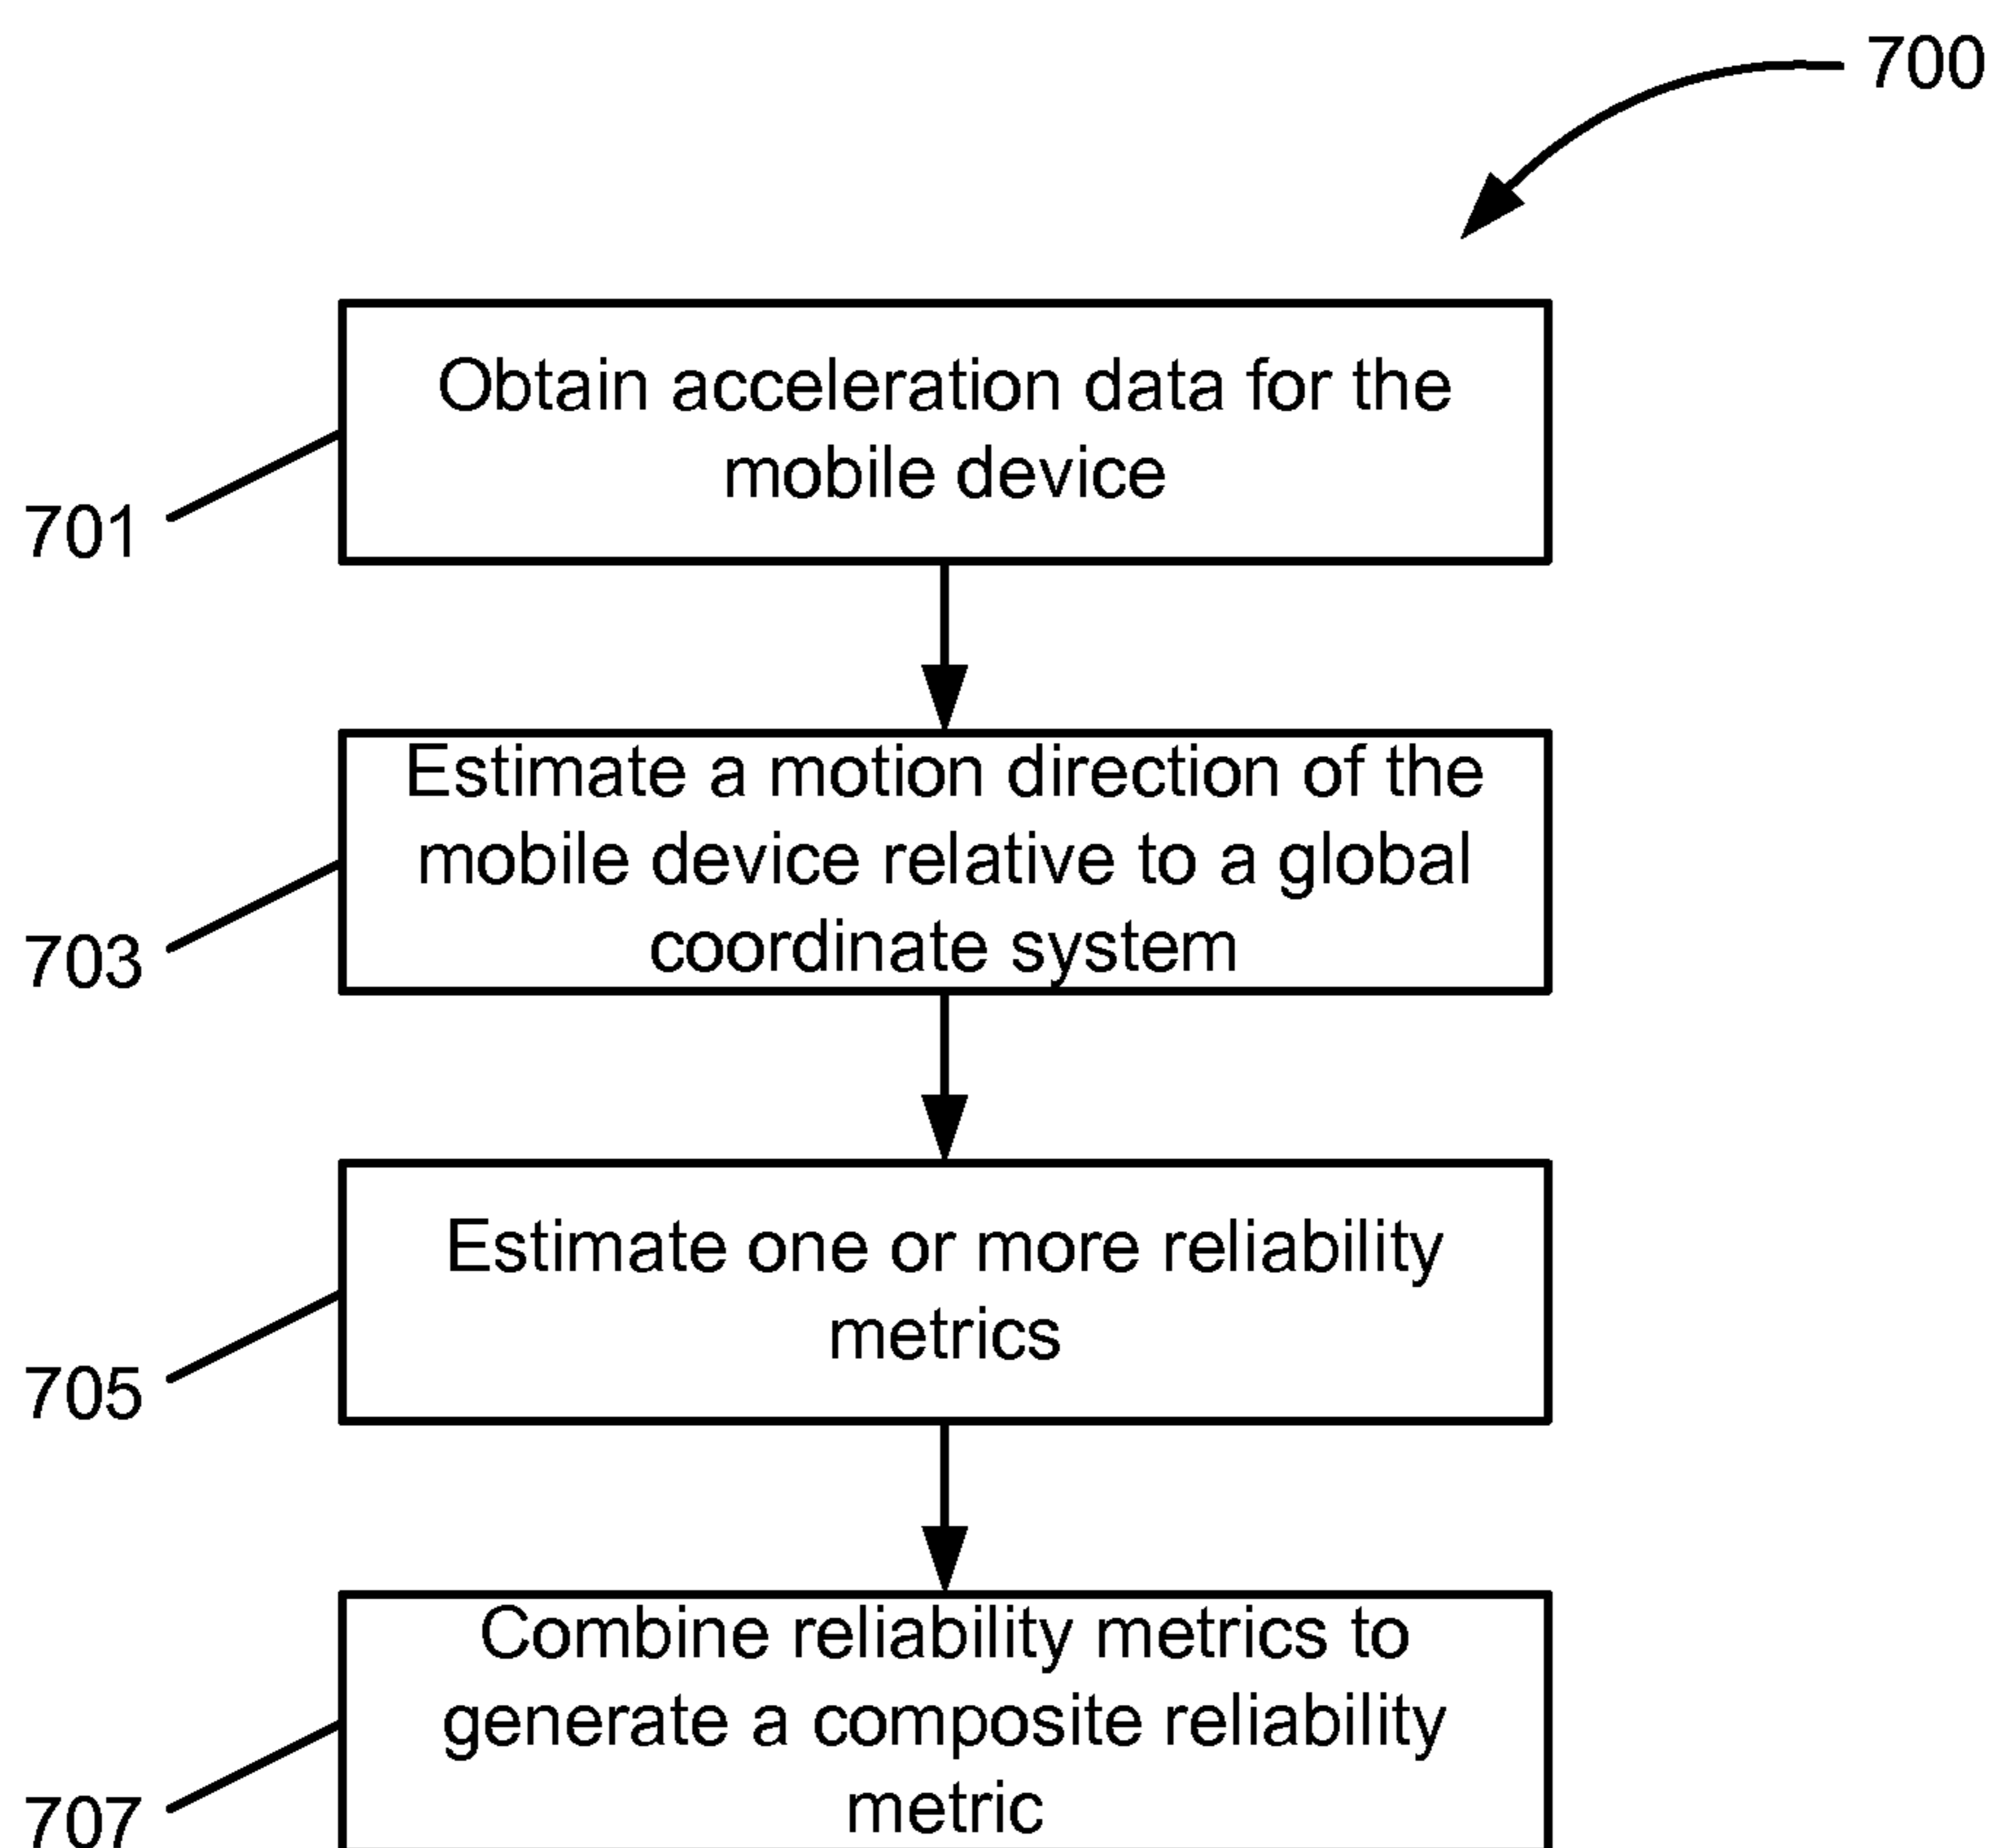 700
Obtain acceleration data for the
mobile device
701
Estimate a motion direction of the
mobile device relative to a global
coordinate system
703
Estimate one or more reliability
metrics
705
Combine reliability metrics to
generate a composite reliability
metric
707